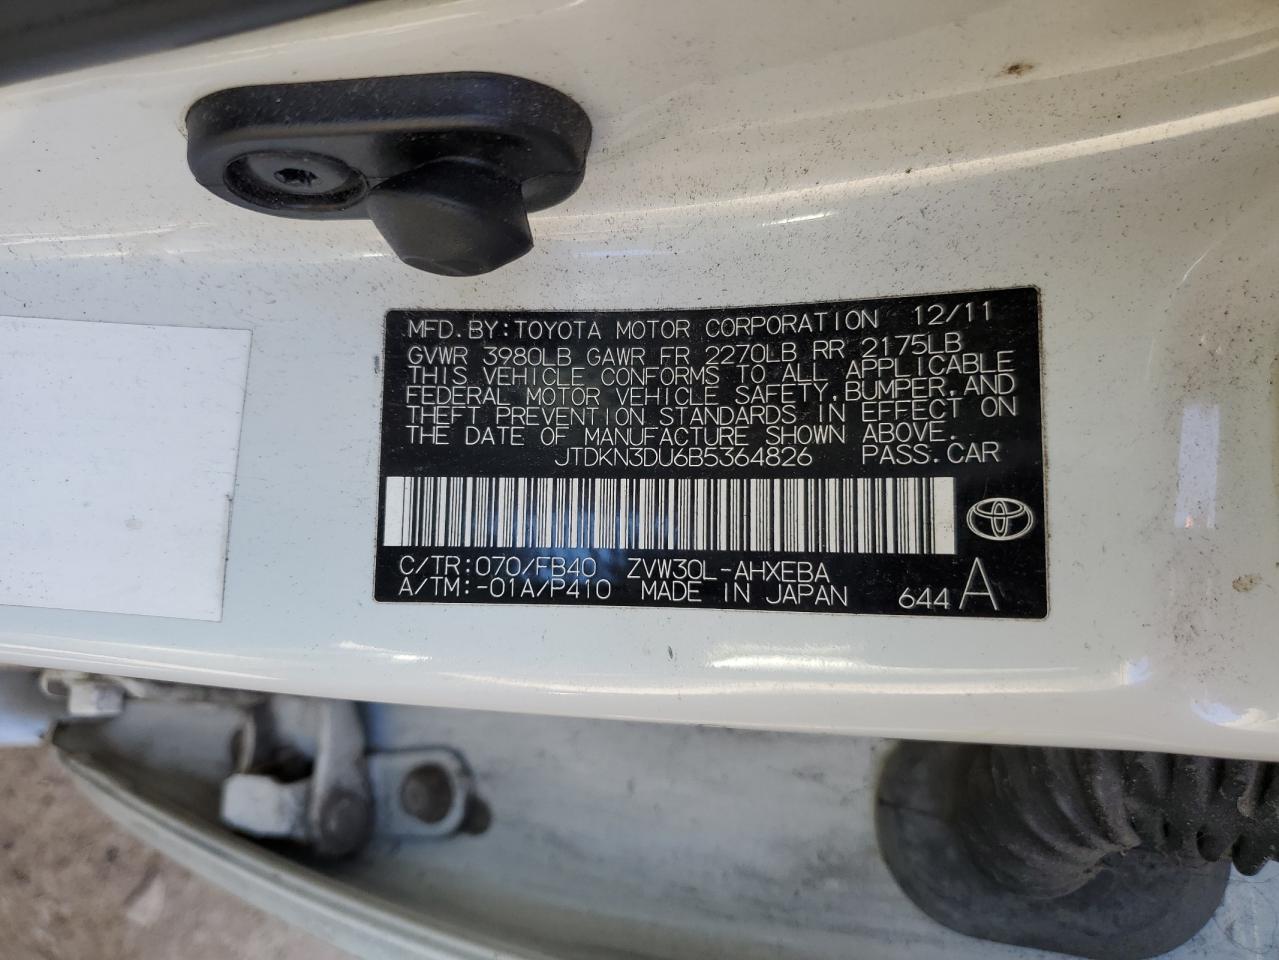 MFD. BY: TOYOTA MOTOR CORPORATION 12/11
GVWR 3980LB GAWR FR 2270LB RR 2175LB
THIS VEHICLE CONFORMS TO ALL APPLICABLE
FEDERAL MOTOR VEHICLE SAFETY, BUMPER, AND
THEFT PREVENTION STANDARDS IN EFFECT ON
THE DATE OF MANUFACTURE SHOWN ABOVE.
JTDKN3DU6B5364826 PASS. CAR
C/TR: 070/FB40 ZVW30L-AHXEBA
A/TM: -01A/P410 MADE IN JAPAN 644 A